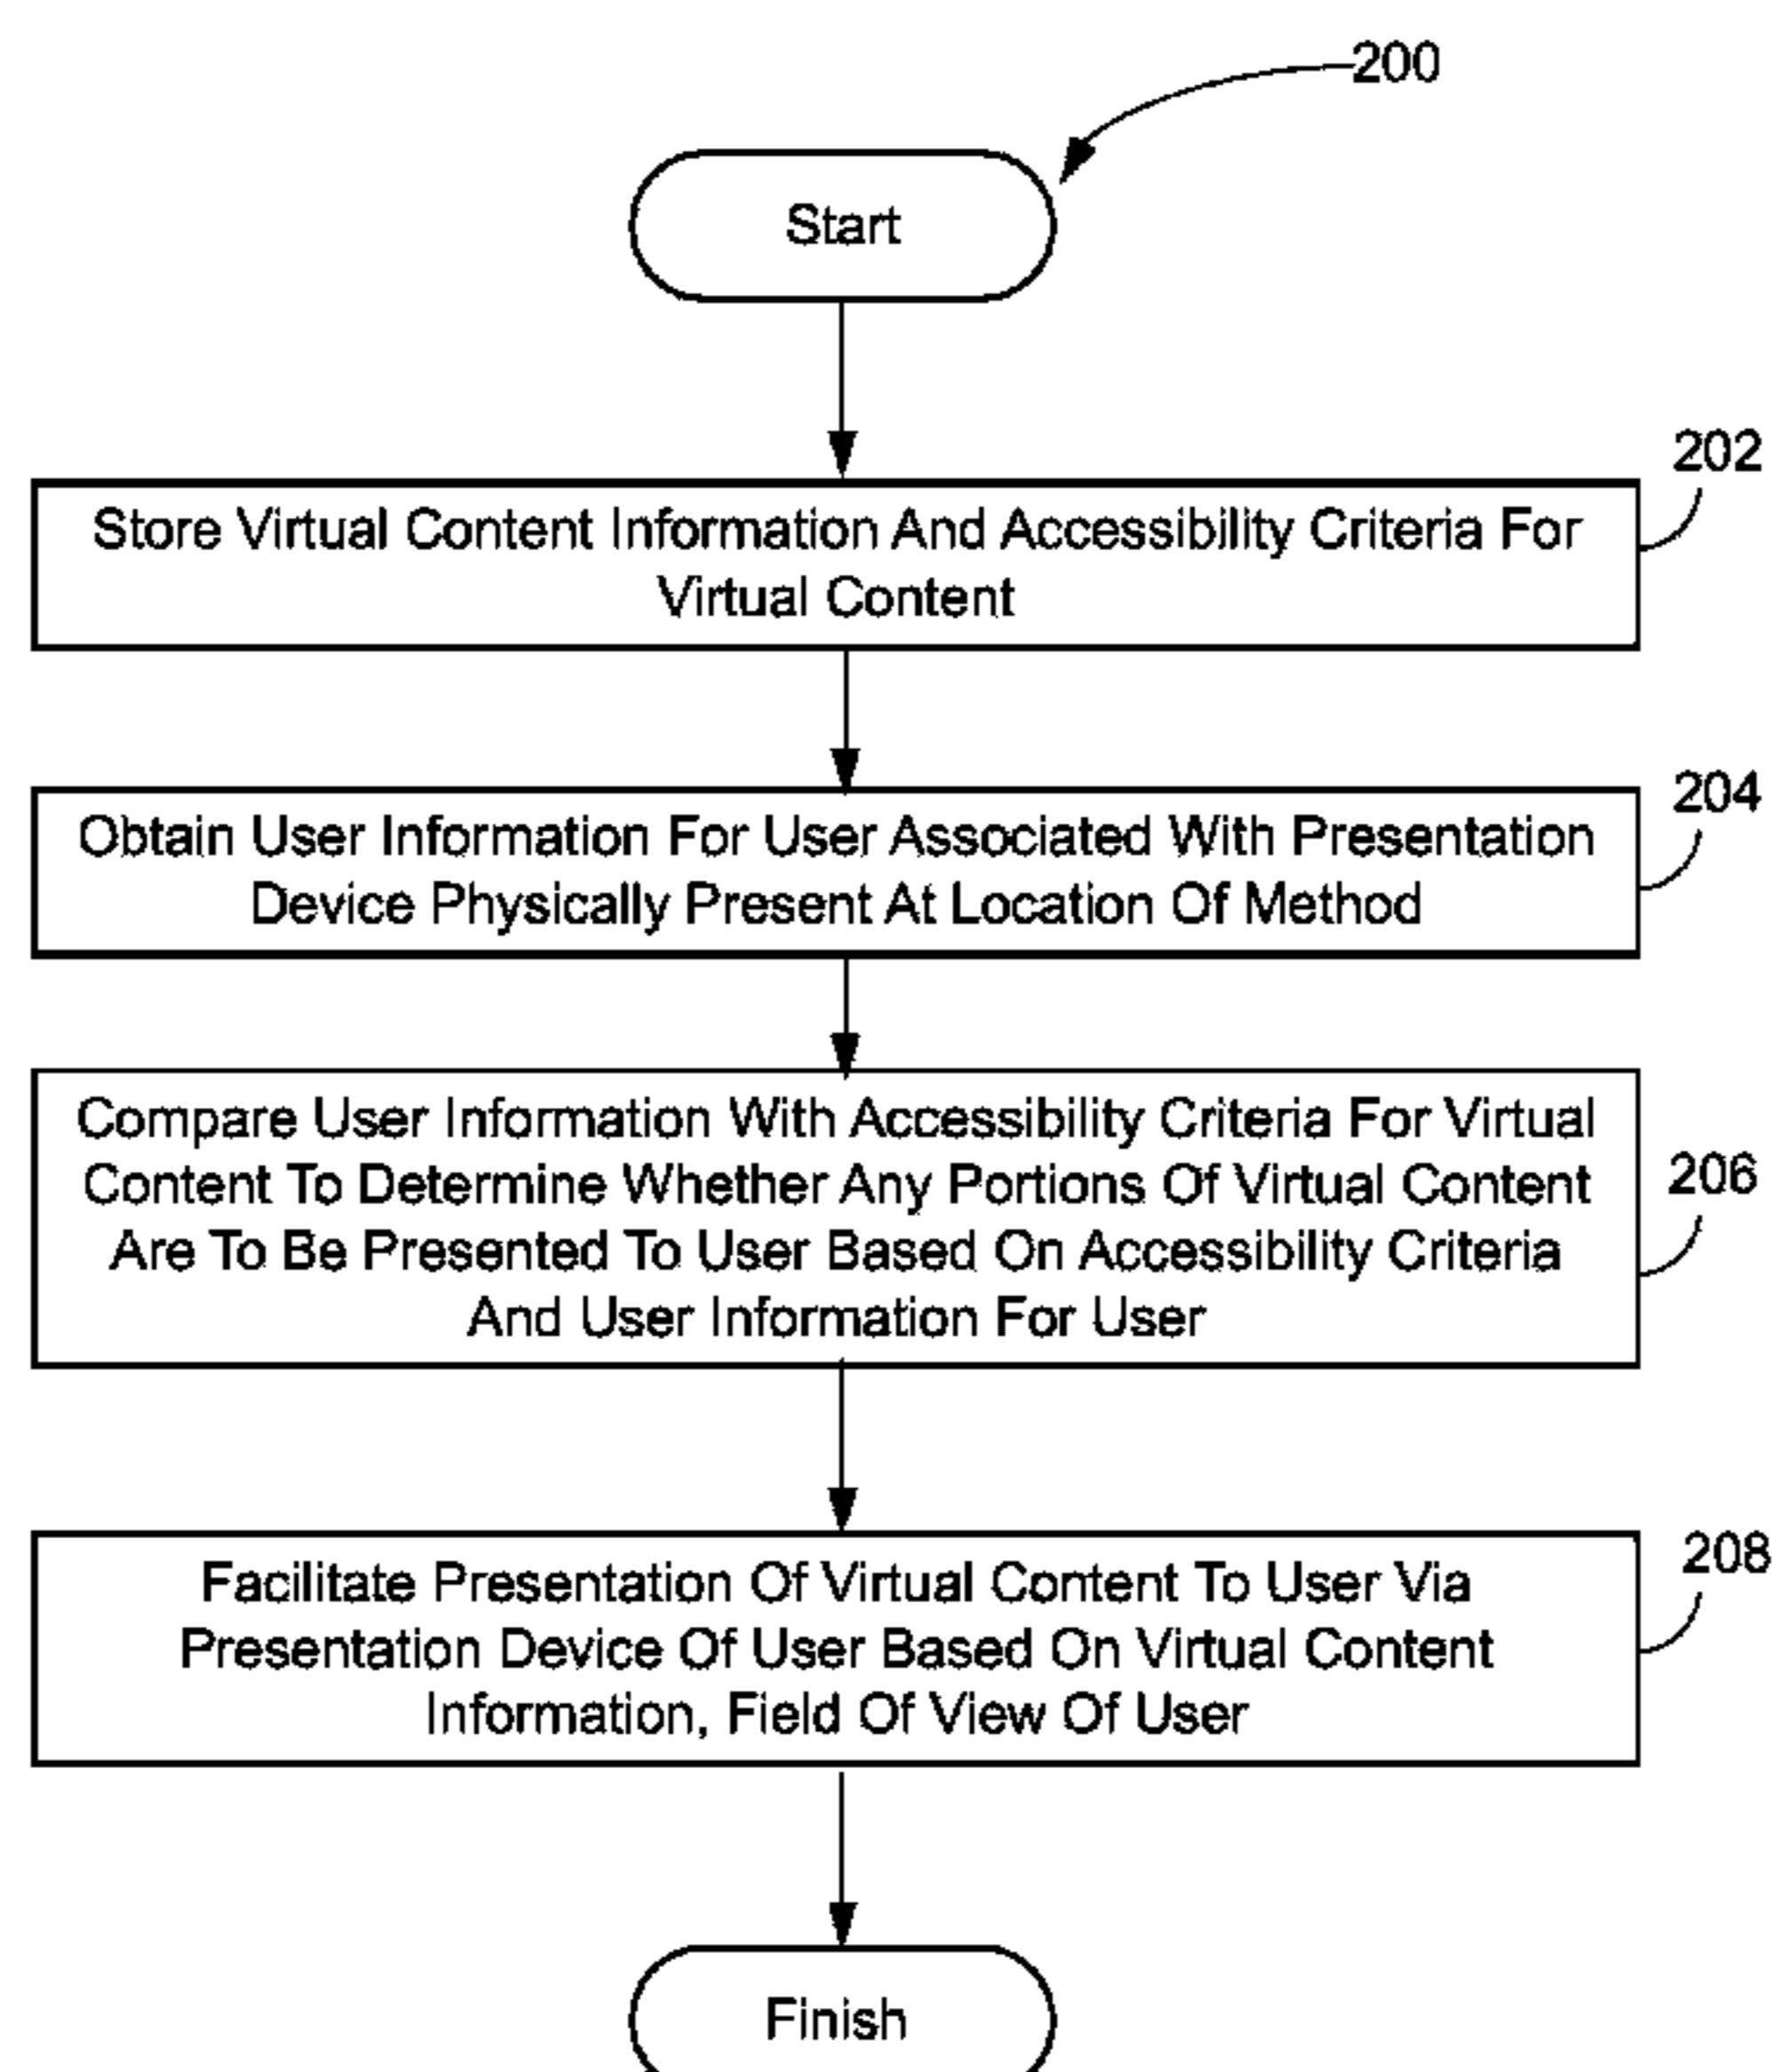 200
Start
202
Store Virtual Content Information And Accessibility Criteria For
Virtual Content
204
Obtain User Information For User Associated With Presentation
Device Physically Present At Location Of Method
Compare User Information With Accessibility Criteria For Virtual
Content To Determine Whether Any Portions Of Virtual Content
206
Are To Be Presented To User Based On Accessibility Criteria
And User Information For User
208
Facilitate Presentation Of Virtual Content To User Via
Presentation Device Of User Based On Virtual Content
Information, Field Of View Of User
Finish